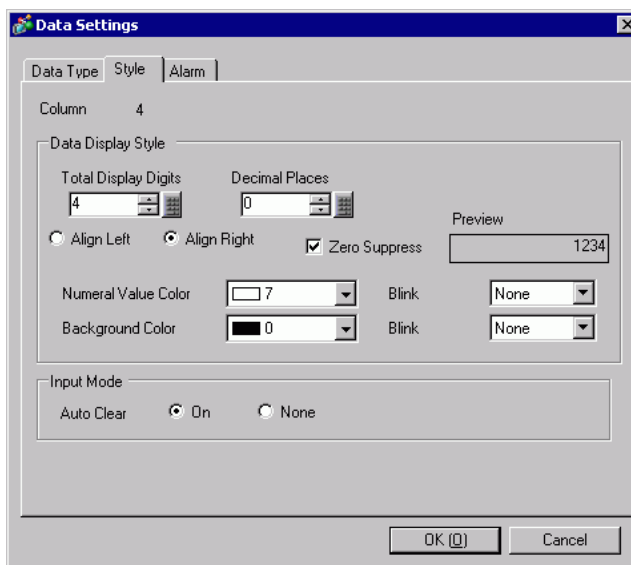 Data Settings
Data Type Style Alarm
Column 4
Data Display Style
Total Display Digits Decimal Places
4 0
Preview
Align Left Align Right Zero Suppress 1234
Numeral Value Color 7 Blink None
Background Color 0 Blink None
Input Mode
Auto Clear On None
OK (O) Cancel